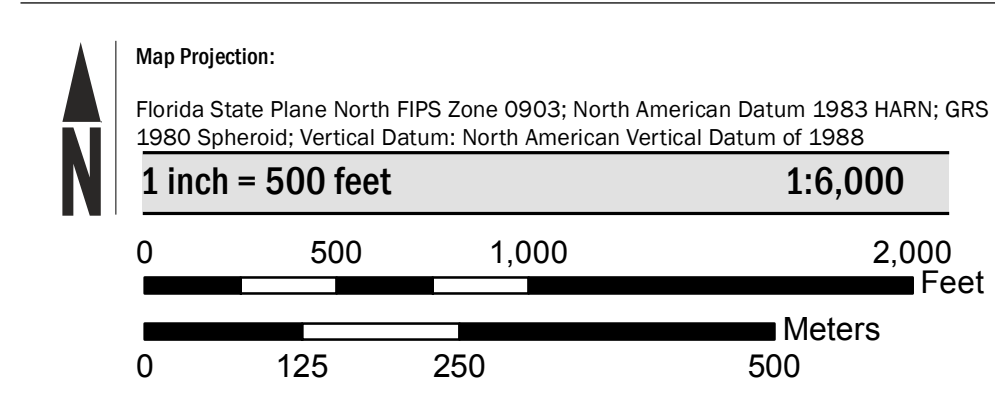 Map Projection:
Florida State Plane North FIPS Zone 0903; North American Datum 1983 HARN; GRS
1980 Spheroid; Vertical Datum: North American Vertical Datum of 1988
N
1 inch = 500 feet 1:6,000
0 500 1,000 2,000
Feet
Meters
0 125 250 500